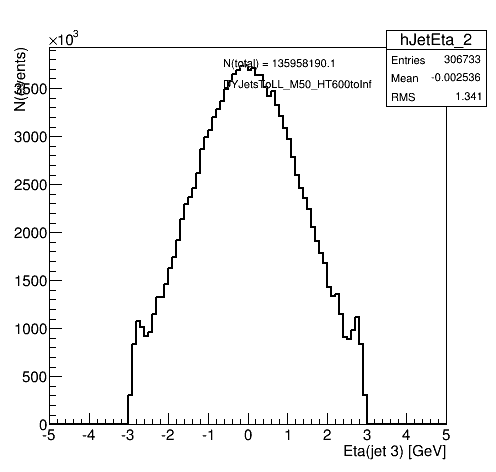 ×10³
hJetEta_2
Entries 306733
Mean -0.002536
RMS 1.341
N(total) = 135958190.1
DYJetsToLL_M50_HT600toInf
N(events)
3500
3000
2500
2000
1500
1000
500
0
-5 -4 -3 -2 -1 0 1 2 3 4 5
Eta(jet 3) [GeV]